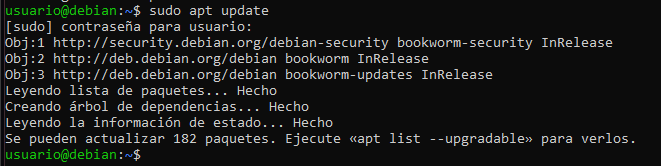 usuario@debian:~$ sudo apt update
[sudo] contraseña para usuario:
Obj:1 http://security.debian.org/debian-security bookworm-security InRelease
Obj:2 http://deb.debian.org/debian bookworm InRelease
Obj:3 http://deb.debian.org/debian bookworm-updates InRelease
Leyendo lista de paquetes... Hecho
Creando árbol de dependencias... Hecho
Leyendo la información de estado... Hecho
Se pueden actualizar 182 paquetes. Ejecute «apt list --upgradable» para verlos.
usuario@debian:~$